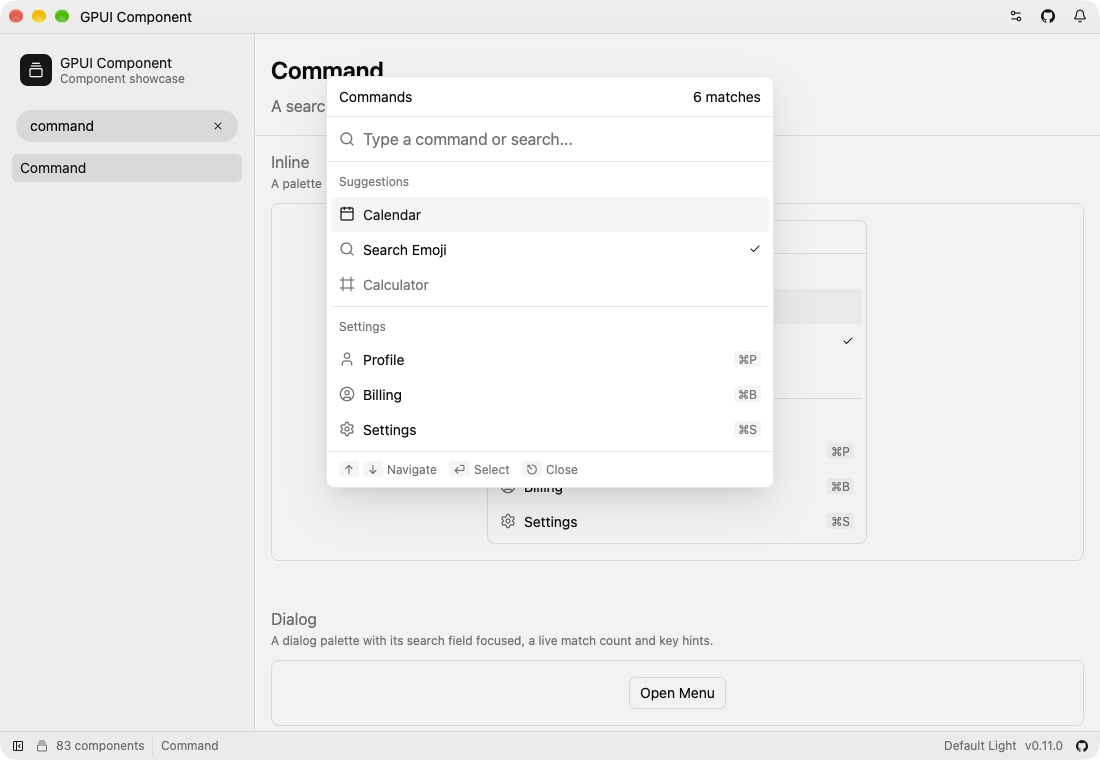 GPUI Component
GPUI Component
Component showcase
command
Command
Command
A searc
Inline
A palette
Commands
6 matches
Type a command or search...
Suggestions
Calendar
Search Emoji
Calculator
Settings
Profile
⌘P
Billing
⌘B
Settings
⌘S
Navigate
Select
Close
⌘P
Billing
⌘B
Settings
⌘S
Dialog
A dialog palette with its search field focused, a live match count and key hints.
Open Menu
83 components
Command
Default Light
v0.11.0